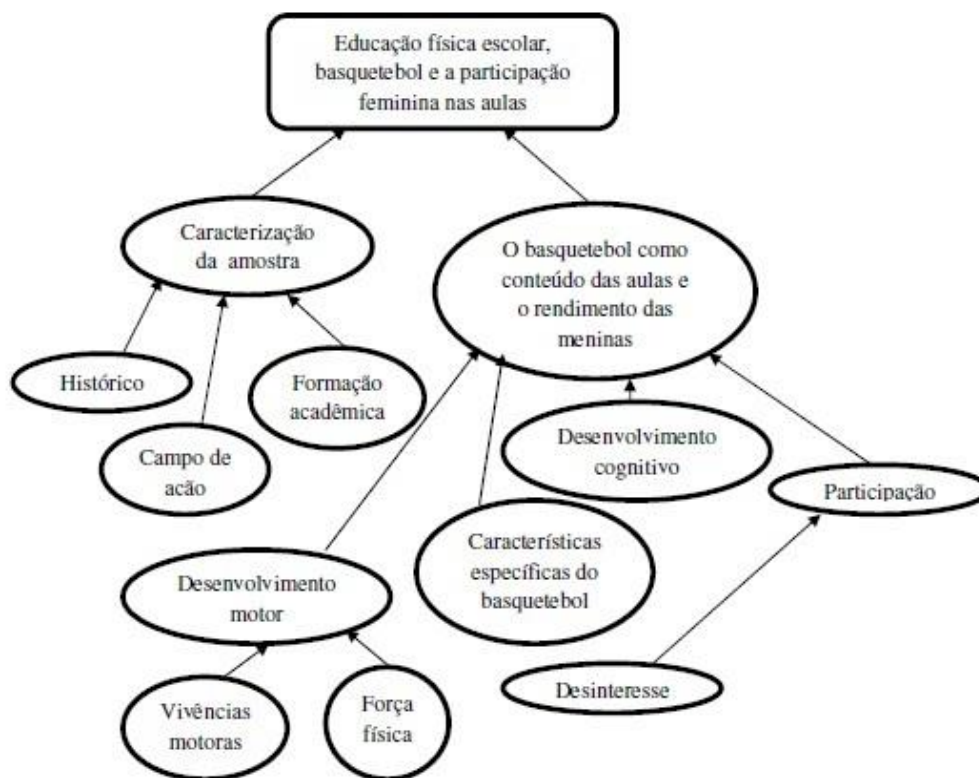 Educação física escolar,
basquetebol e a participação
feminina nas aulas
Caracterização
da amostra
O basquetebol como
conteúdo das aulas e
o rendimento das
meninas
Histórico
Formação
acadêmica
Campo de
acão
Desenvolvimento
cognitivo
Participação
Desenvolvimento
motor
Características
específicas do
basquetebol
Vivências
motoras
Força
física
Desinteresse